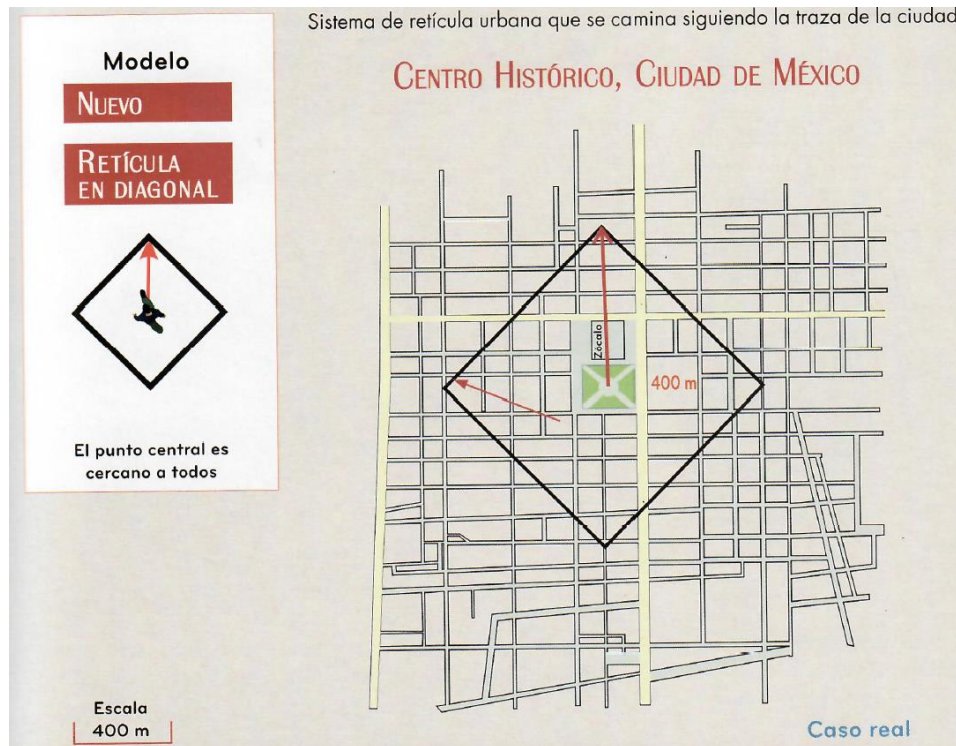 Sistema de retícula urbana que se camina siguiendo la traza de la ciudad
Modelo
NUEVO
RETÍCULA
EN DIAGONAL
El punto central es
cercano a todos
CENTRO HISTÓRICO, CIUDAD DE MÉXICO
Zócalo
400 m
Escala
400 m
Caso real